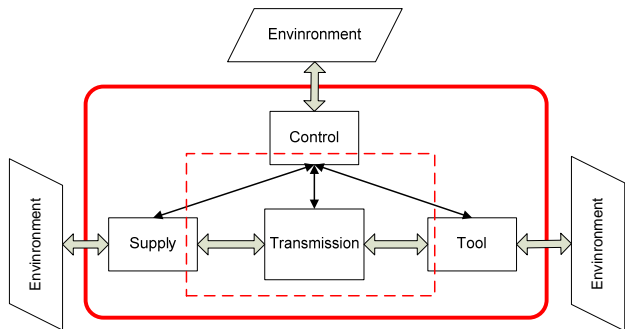 Envinronment
Control
Envinronment
Supply
Transmission
Tool
Envinronment